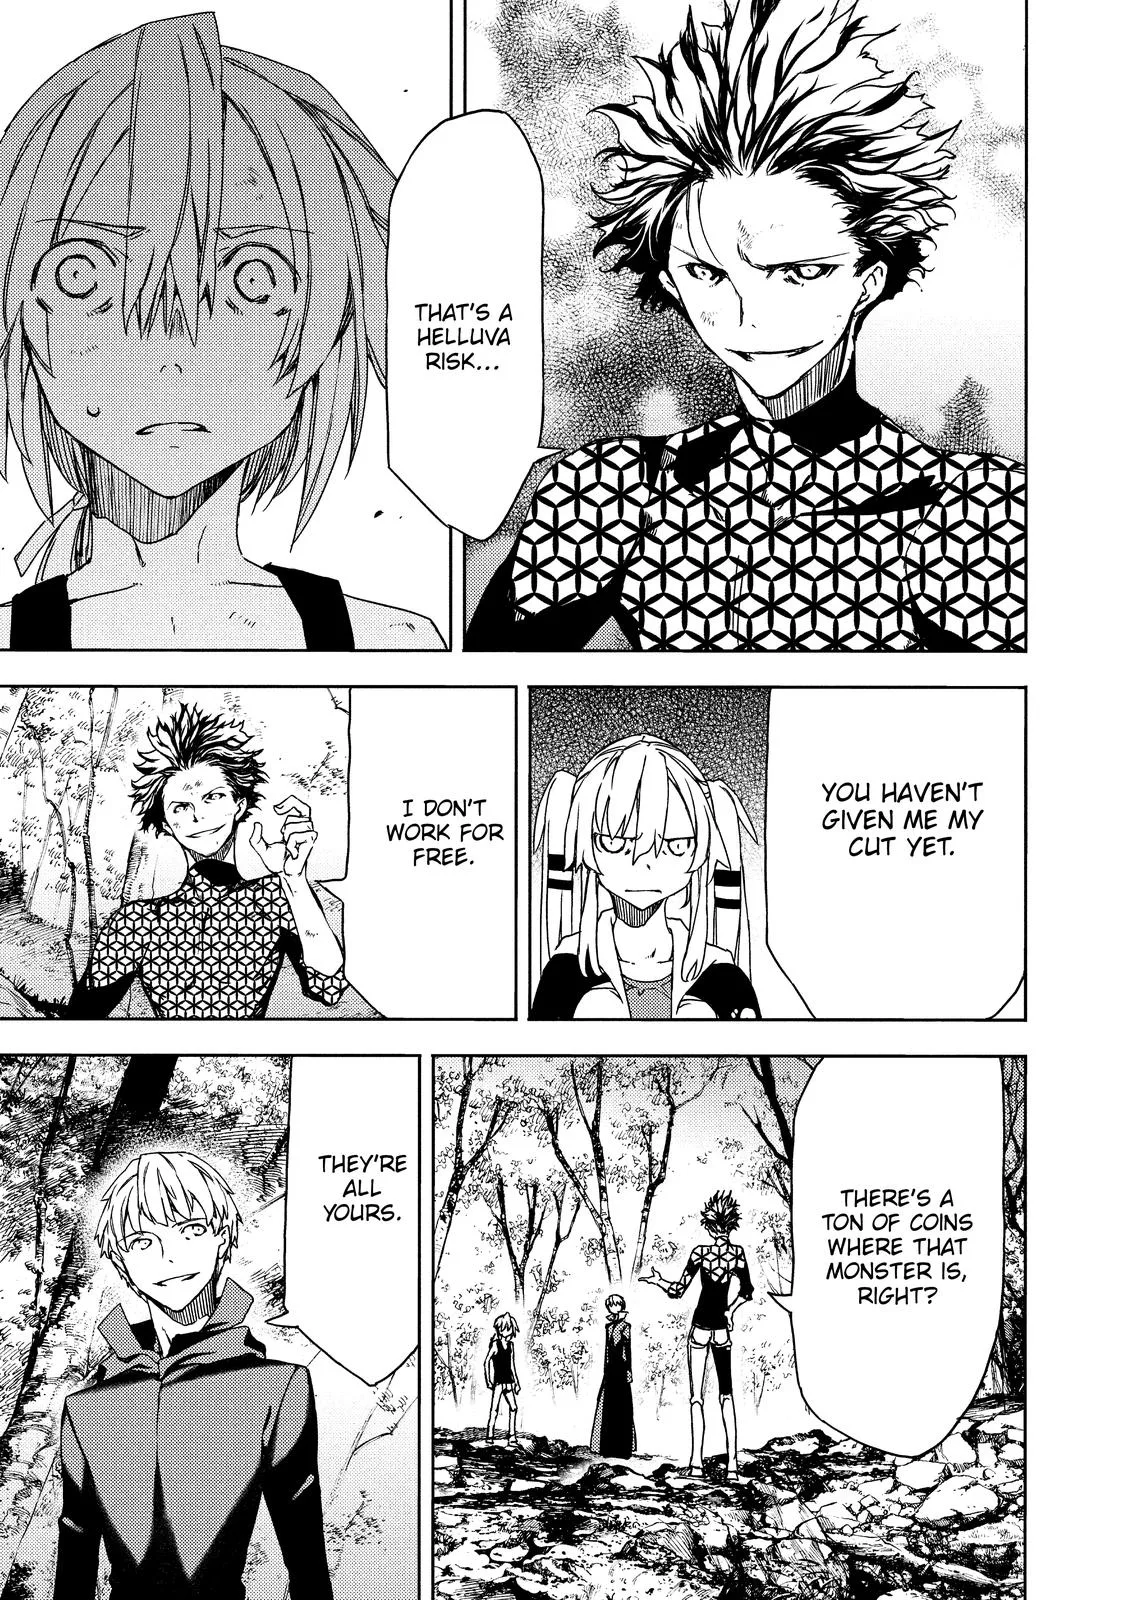 THAT'S A
HELLUVA
RISK...
YOU HAVEN'T
GIVEN ME MY
CUT YET.
I DON'T
WORK FOR
FREE.
THERE'S A
TON OF COINS
WHERE THAT
MONSTER IS,
RIGHT?
THEY'RE
ALL
YOURS.